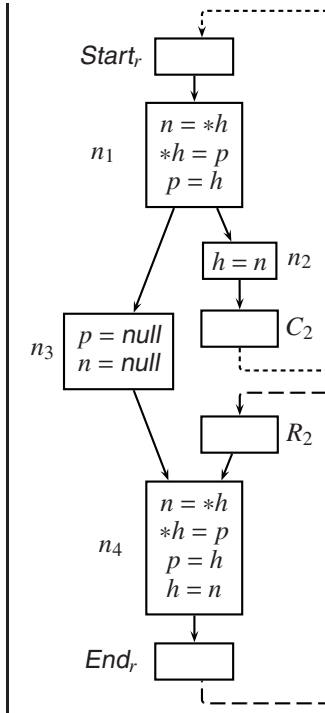 Start_r
n_1
n = *h
*h = p
p = h
h = n
n_2
n_3
p = null
n = null
C_2
R_2
n_4
n = *h
*h = p
p = h
h = n
End_r